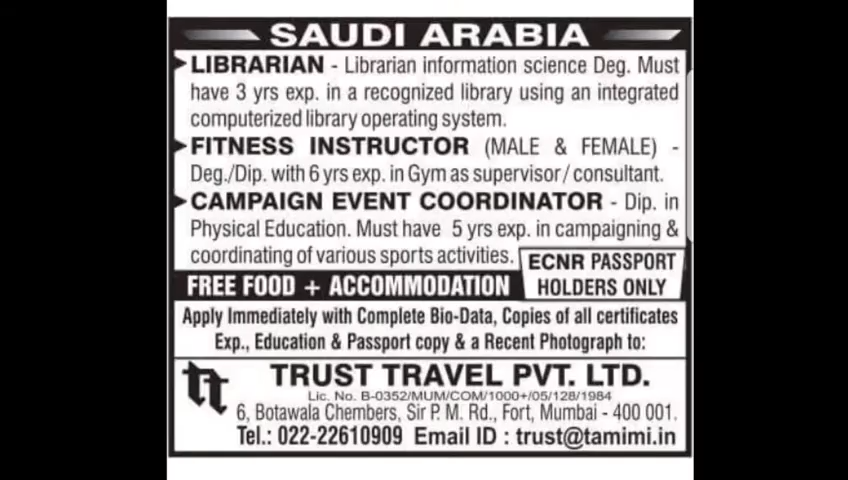 SAUDI ARABIA
LIBRARIAN - Librarian information science Deg. Must
have 3 yrs exp. in a recognized library using an integrated
computerized library operating system.
FITNESS INSTRUCTOR (MALE & FEMALE) -
Deg./Dip. with 6 yrs exp. in Gym as supervisor/consultant.
CAMPAIGN EVENT COORDINATOR - Dip. in
Physical Education. Must have 5 yrs exp. in campaigning &
coordinating of various sports activities.
ECNR PASSPORT
HOLDERS ONLY
FREE FOOD + ACCOMMODATION
Apply Immediately with Complete Bio-Data, Copies of all certificates
Exp., Education & Passport copy & a Recent Photograph to:
tt
TRUST TRAVEL PVT. LTD.
Lic. No. B-0352/MUM/COM/1000+/05/128/1984
6, Botawala Chembers, Sir P. M. Rd., Fort, Mumbai - 400 001.
Tel.: 022-22610909 Email ID : trust@tamimi.in